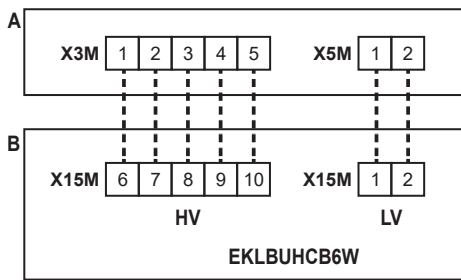 A
X3M 1 2 3 4 5 X5M 1 2
B
X15M 6 7 8 9 10 X15M 1 2
HV LV
EKLBUHCB6W